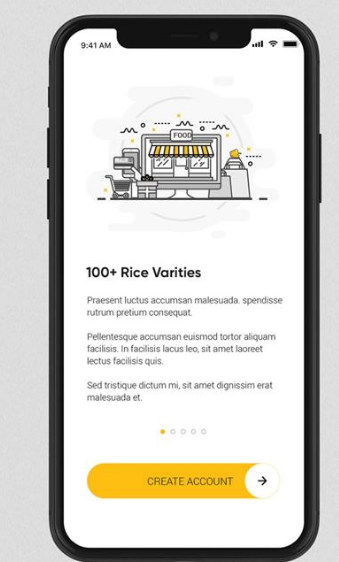 9:41 AM
FOOD
100+ Rice Varities
Praesent luctus accumsan malesuada. spendisse
rutrum pretium consequat.
Pellentesque accumsan euismod tortor aliquam
facilisis. In facilisis lacus leo, sit amet laoreet
lectus facilisis quis.
Sed tristique dictum mi, sit amet dignissim erat
malesuada et.
CREATE ACCOUNT